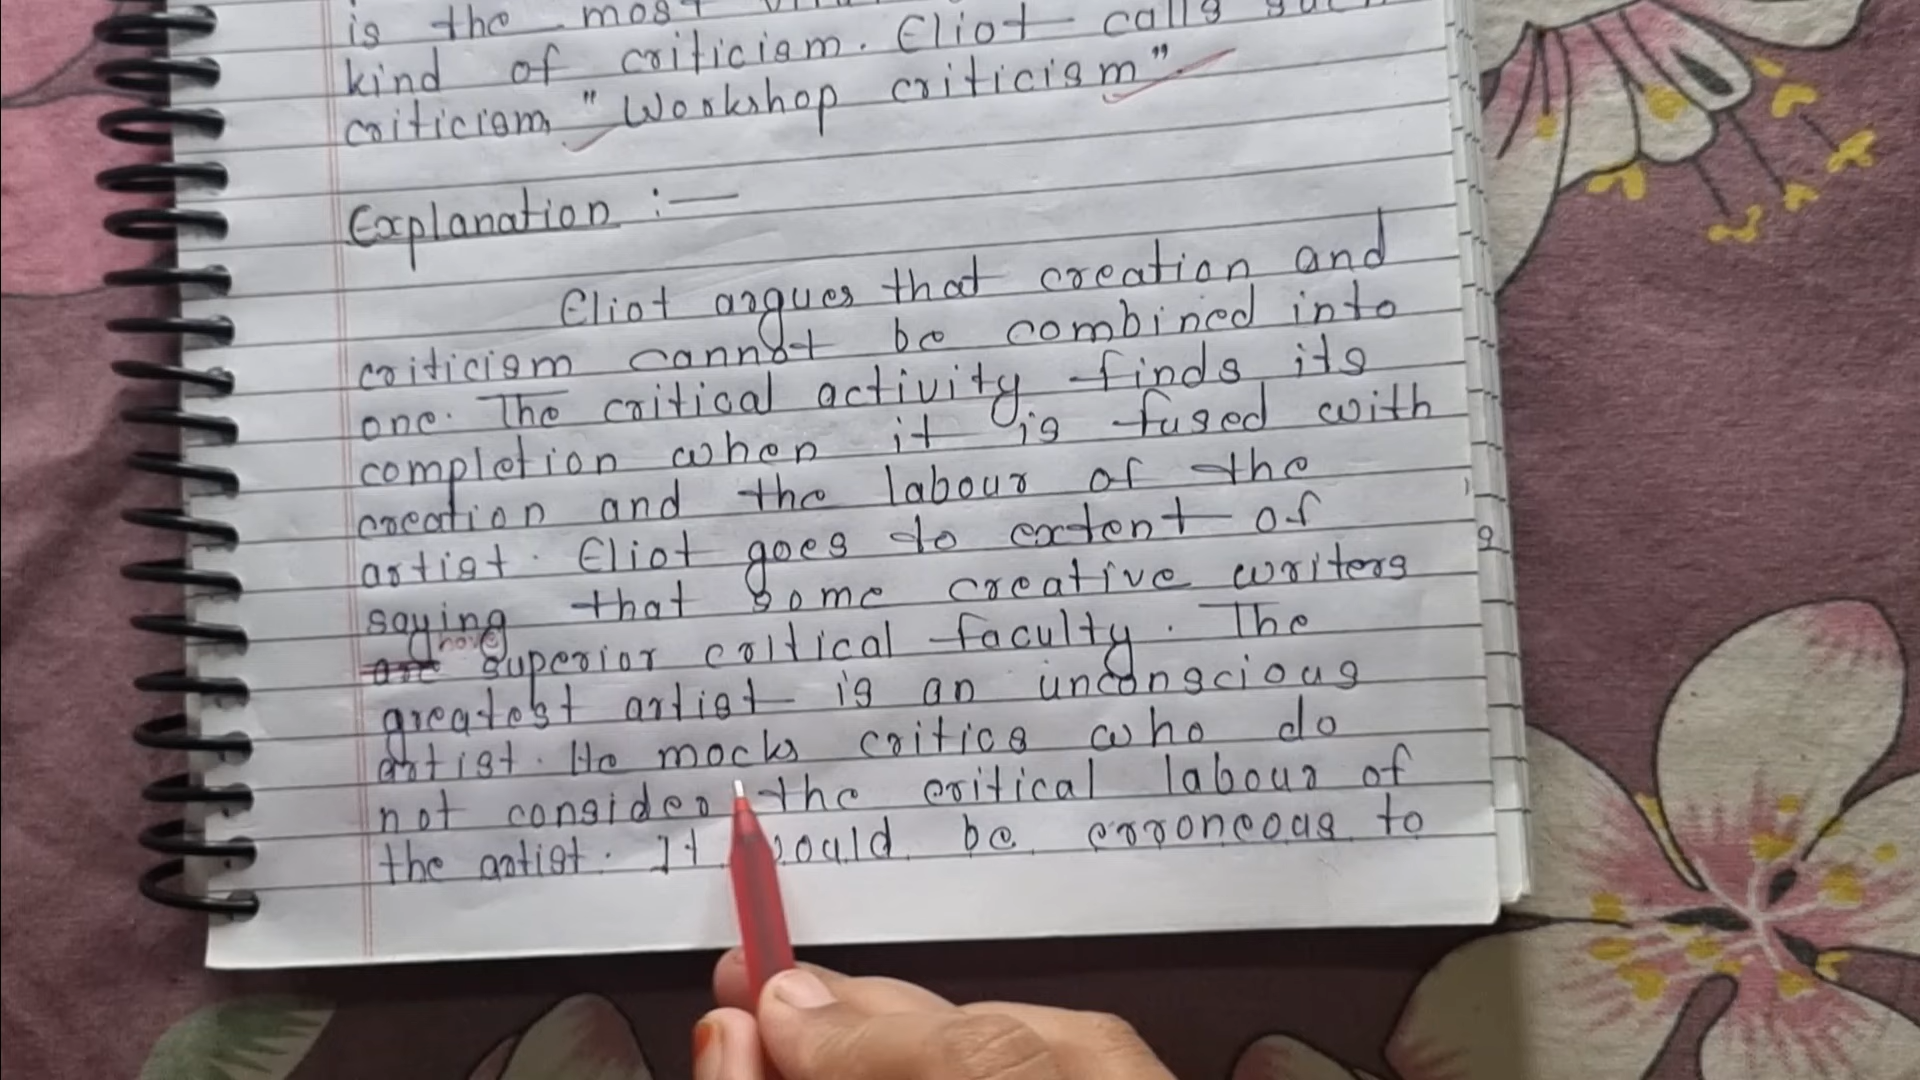 is the most
kind of criticism. Eliot calls such
criticism, "Workshop criticism".
Explanation :—
Eliot argues that creation and
criticism cannot be combined into
one. The critical activity finds its
completion when it is fused with
creation and the labour of the
artist. Eliot goes to extent of
saying that some creative writers
have
are superior critical faculty. The
greatest artist is an unconscious
artist. He mocks critics who do
not consider the critical labour of
the artist. It would be erroneous to